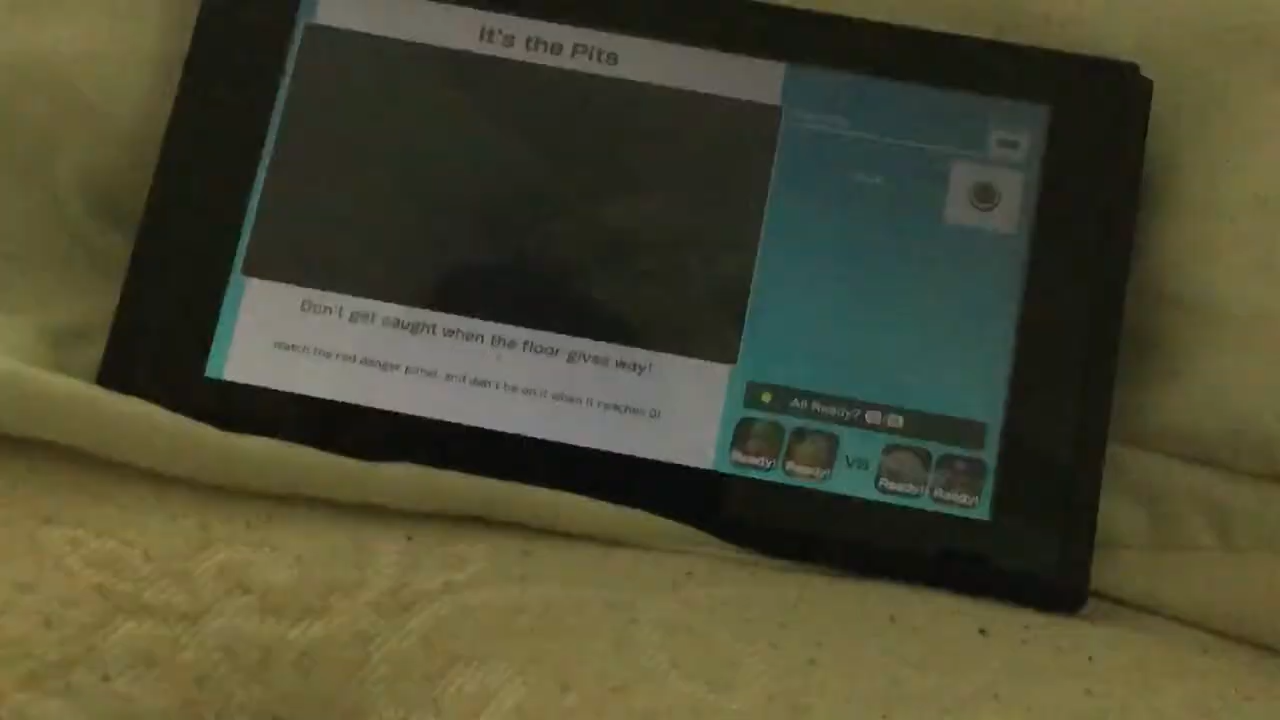 It's the Pits
Don't get caught when the floor gives way!
Watch the red danger panel, and don't be on it when it reaches 0!
All Ready?
Ready!
Ready!
VS
Ready!
Ready!